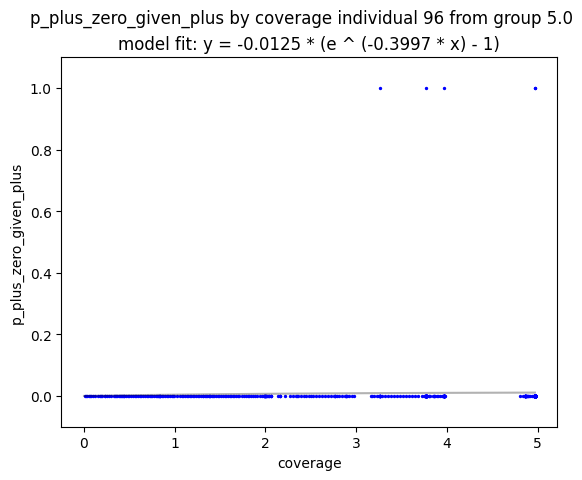 p_plus_zero_given_plus by coverage individual 96 from group 5.0
model fit: y = -0.0125 * (e ^ (-0.3997 * x) - 1)
1.0
0.8
0.6
0.4
0.2
0.0
p_plus_zero_given_plus
0 1 2 3 4 5
coverage